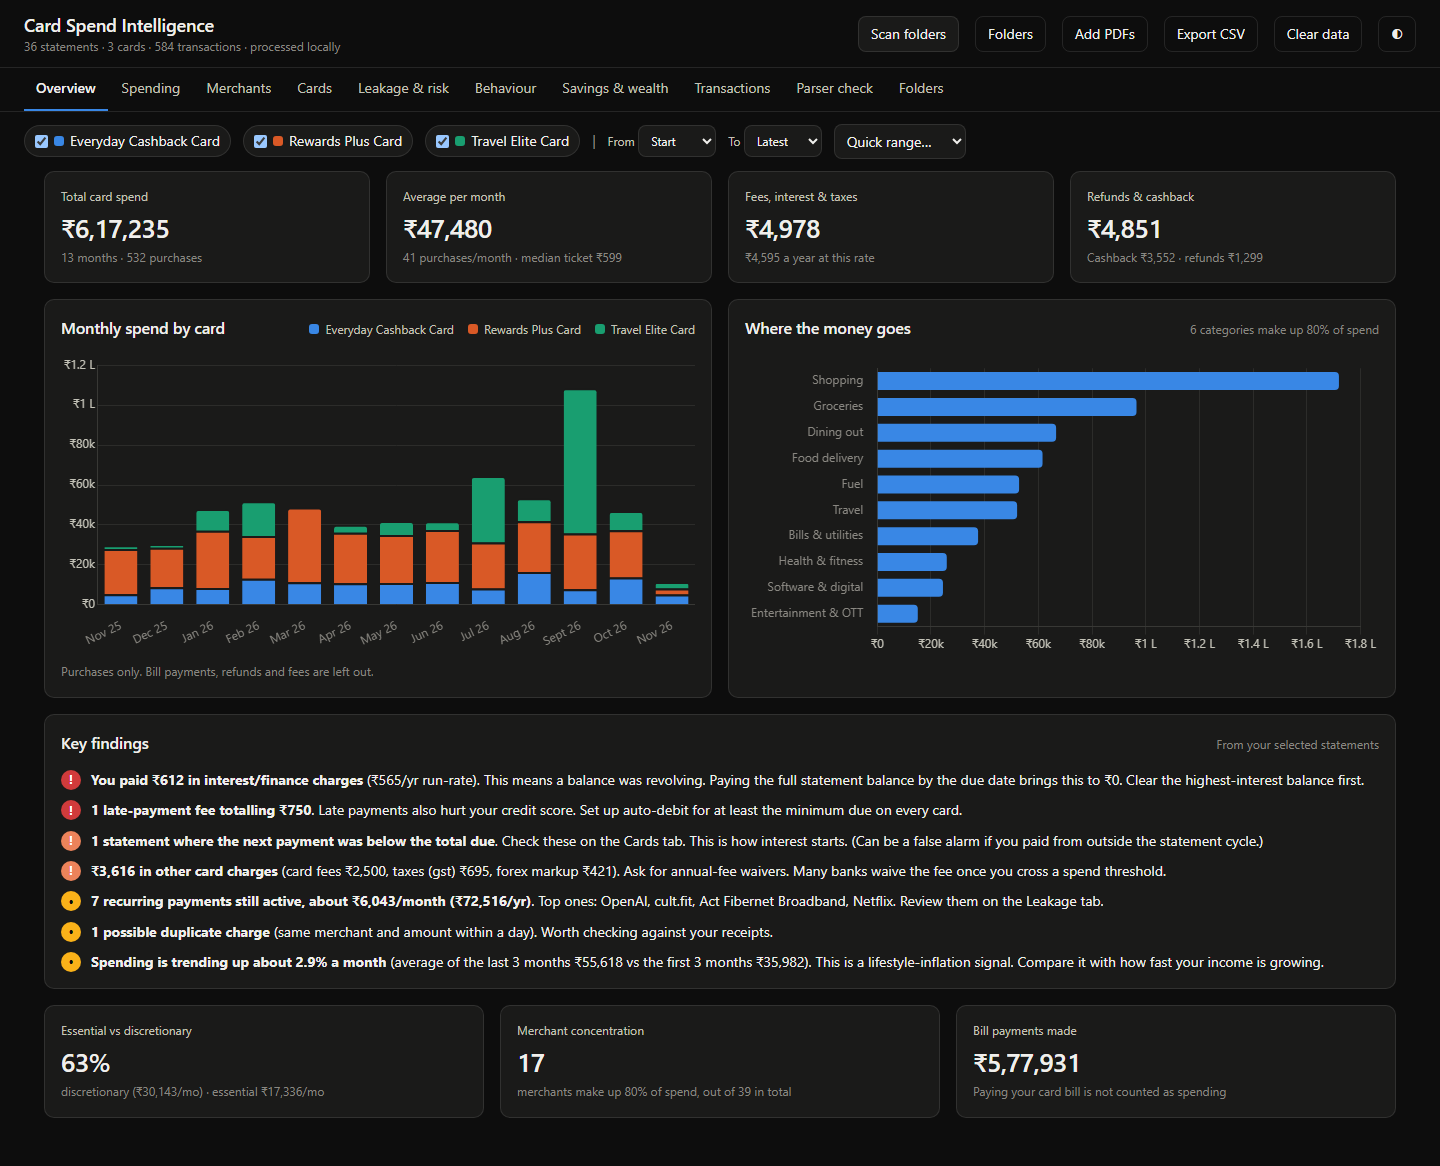 Card Spend Intelligence
36 statements · 3 cards · 584 transactions · processed locally
Scan folders
Folders
Add PDFs
Export CSV
Clear data
Overview
Spending
Merchants
Cards
Leakage & risk
Behaviour
Savings & wealth
Transactions
Parser check
Folders
Everyday Cashback Card
Rewards Plus Card
Travel Elite Card
From
Start
To
Latest
Quick range...
Total card spend
₹6,17,235
13 months · 532 purchases
Average per month
₹47,480
41 purchases/month · median ticket ₹599
Fees, interest & taxes
₹4,978
₹4,595 a year at this rate
Refunds & cashback
₹4,851
Cashback ₹3,552 · refunds ₹1,299
Monthly spend by card
Everyday Cashback Card
Rewards Plus Card
Travel Elite Card
₹1.2 L
₹1 L
₹80k
₹60k
₹40k
₹20k
₹0
Nov 25
Dec 25
Jan 26
Feb 26
Mar 26
Apr 26
May 26
Jun 26
Jul 26
Aug 26
Sept 26
Oct 26
Nov 26
Purchases only. Bill payments, refunds and fees are left out.
Where the money goes
6 categories make up 80% of spend
Shopping
Groceries
Dining out
Food delivery
Fuel
Travel
Bills & utilities
Health & fitness
Software & digital
Entertainment & OTT
₹0
₹20k
₹40k
₹60k
₹80k
₹1 L
₹1.2 L
₹1.4 L
₹1.6 L
₹1.8 L
Key findings
From your selected statements
! You paid ₹612 in interest/finance charges (₹565/yr run-rate). This means a balance was revolving. Paying the full statement balance by the due date brings this to ₹0. Clear the highest-interest balance first.
! 1 late-payment fee totalling ₹750. Late payments also hurt your credit score. Set up auto-debit for at least the minimum due on every card.
! 1 statement where the next payment was below the total due. Check these on the Cards tab. This is how interest starts. (Can be a false alarm if you paid from outside the statement cycle.)
! ₹3,616 in other card charges (card fees ₹2,500, taxes (gst) ₹695, forex markup ₹421). Ask for annual-fee waivers. Many banks waive the fee once you cross a spend threshold.
• 7 recurring payments still active, about ₹6,043/month (₹72,516/yr). Top ones: OpenAI, cult.fit, Act Fibernet Broadband, Netflix. Review them on the Leakage tab.
• 1 possible duplicate charge (same merchant and amount within a day). Worth checking against your receipts.
• Spending is trending up about 2.9% a month (average of the last 3 months ₹55,618 vs the first 3 months ₹35,982). This is a lifestyle-inflation signal. Compare it with how fast your income is growing.
Essential vs discretionary
63%
discretionary (₹30,143/mo) · essential ₹17,336/mo
Merchant concentration
17
merchants make up 80% of spend, out of 39 in total
Bill payments made
₹5,77,931
Paying your card bill is not counted as spending